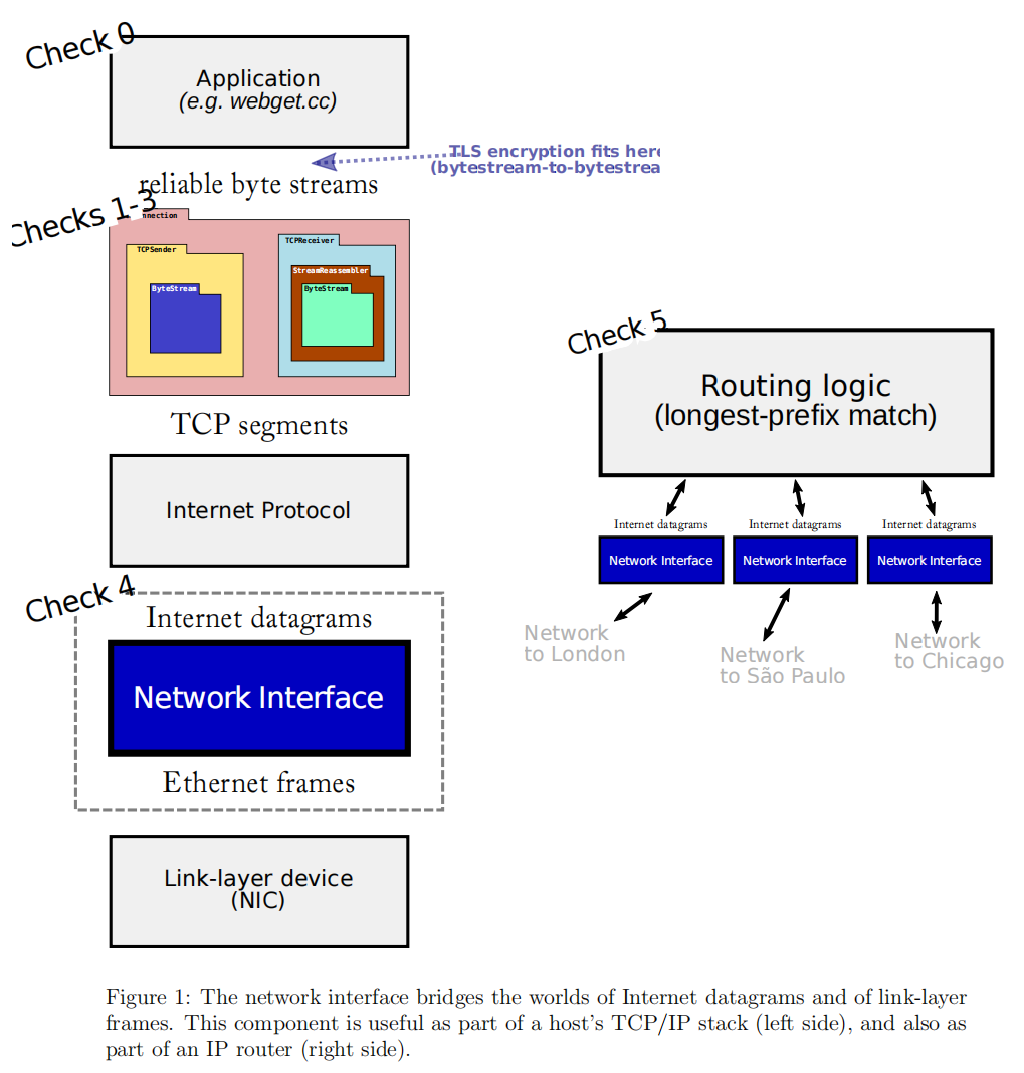 Check 0
Application
(e.g. webget.cc)
TLS encryption fits here
(bytestream-to-bytestrea
reliable byte streams
Checks 1-3
nnection
TCPSender
ByteStream
TCPReceiver
StreamReassembler
ByteStream
TCP segments
Internet Protocol
Check 4
Internet datagrams
Network Interface
Ethernet frames
Link-layer device
(NIC)
Check 5
Routing logic
(longest-prefix match)
Internet datagrams
Internet datagrams
Internet datagrams
Network Interface
Network Interface
Network Interface
Network
to London
Network
to São Paulo
Network
to Chicago
Figure 1: The network interface bridges the worlds of Internet datagrams and of link-layer
frames. This component is useful as part of a host's TCP/IP stack (left side), and also as
part of an IP router (right side).